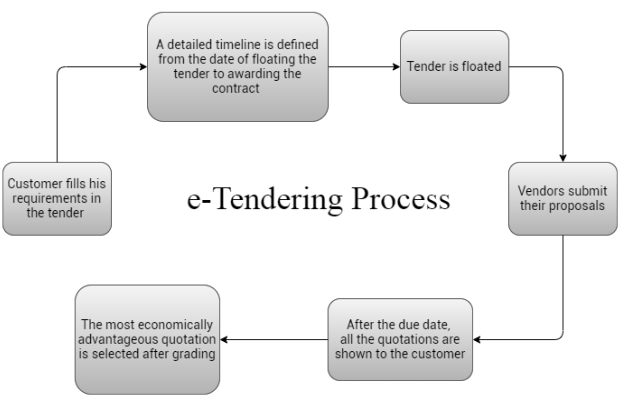 Customer fills his
requirements in
the tender
A detailed timeline is defined
from the date of floating the
tender to awarding the
contract
Tender is floated
Vendors submit
their proposals
e-Tendering Process
After the due date,
all the quotations are
shown to the customer
The most economically
advantageous quotation
is selected after grading